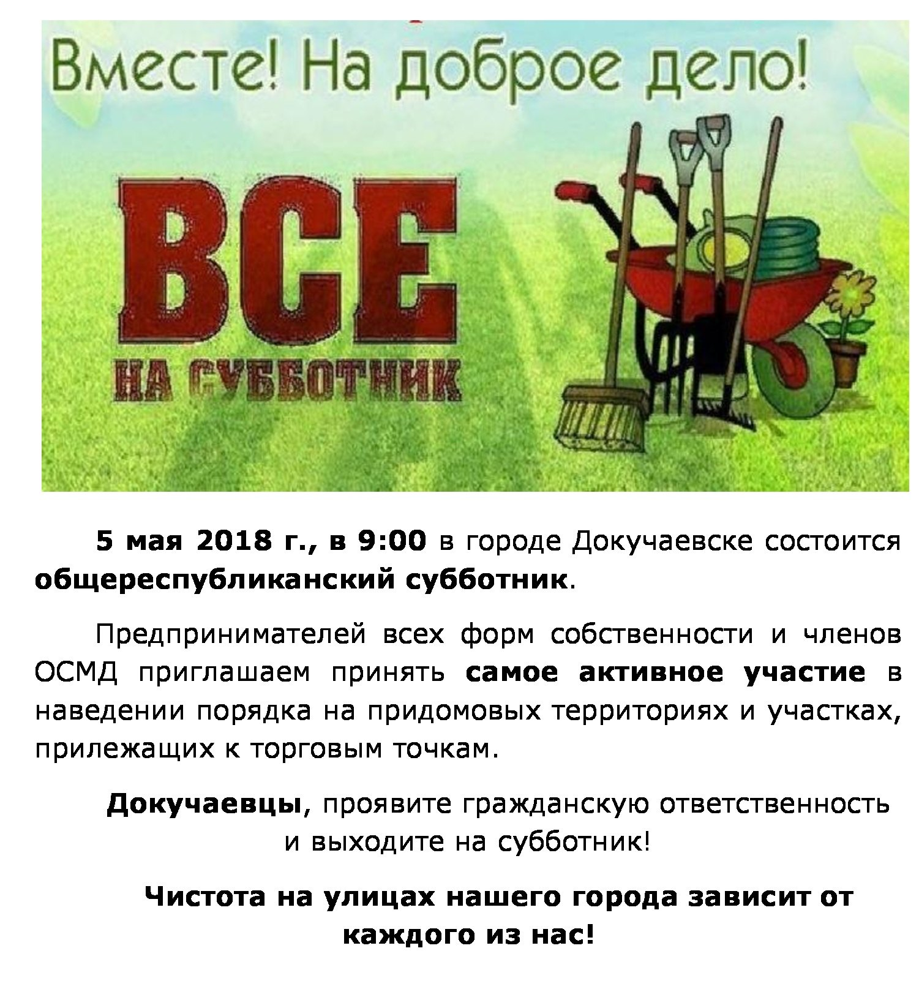 Вместе! На доброе дело!
ВСЕ
НА СУББОТНИК
5 мая 2018 г., в 9:00 в городе Докучаевске состоится
общереспубликанский субботник.
Предпринимателей всех форм собственности и членов
ОСМД приглашаем принять самое активное участие в
наведении порядка на придомовых территориях и участках,
прилежащих к торговым точкам.
Докучаевцы, проявите гражданскую ответственность
и выходите на субботник!
Чистота на улицах нашего города зависит от
каждого из нас!